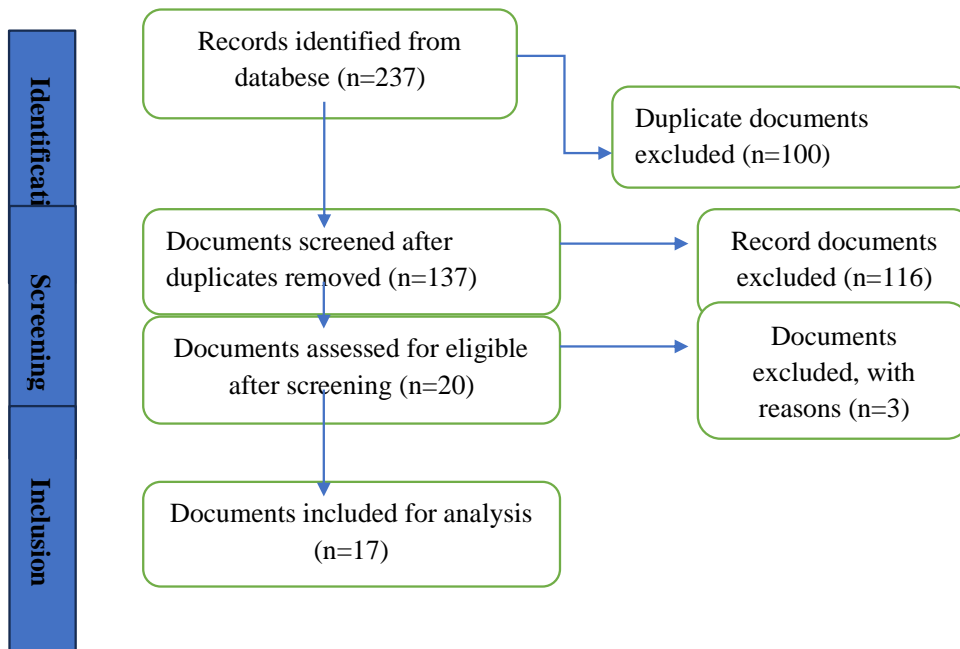 Identificati
Records identified from
databese (n=237)
Duplicate documents
excluded (n=100)
Screening
Documents screened after
duplicates removed (n=137)
Record documents
excluded (n=116)
Documents assessed for eligible
after screening (n=20)
Documents
excluded, with
reasons (n=3)
Inclusion
Documents included for analysis
(n=17)